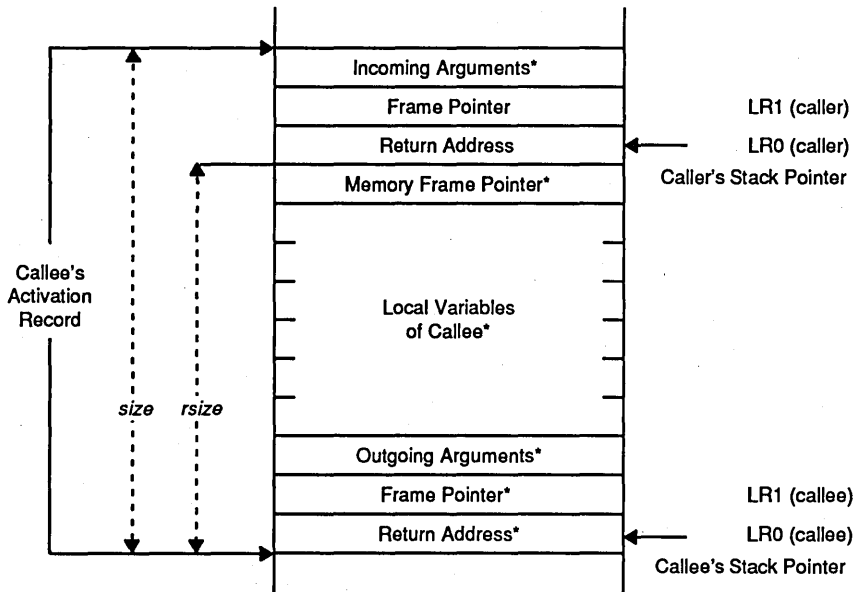 Incoming Arguments*
Frame Pointer
LR1 (caller)
Return Address
LR0 (caller)
Caller's Stack Pointer
Memory Frame Pointer*
Callee's
Activation
Record
Local Variables
of Callee*
size
rsize
Outgoing Arguments*
Frame Pointer*
LR1 (callee)
Return Address*
LR0 (callee)
Callee's Stack Pointer